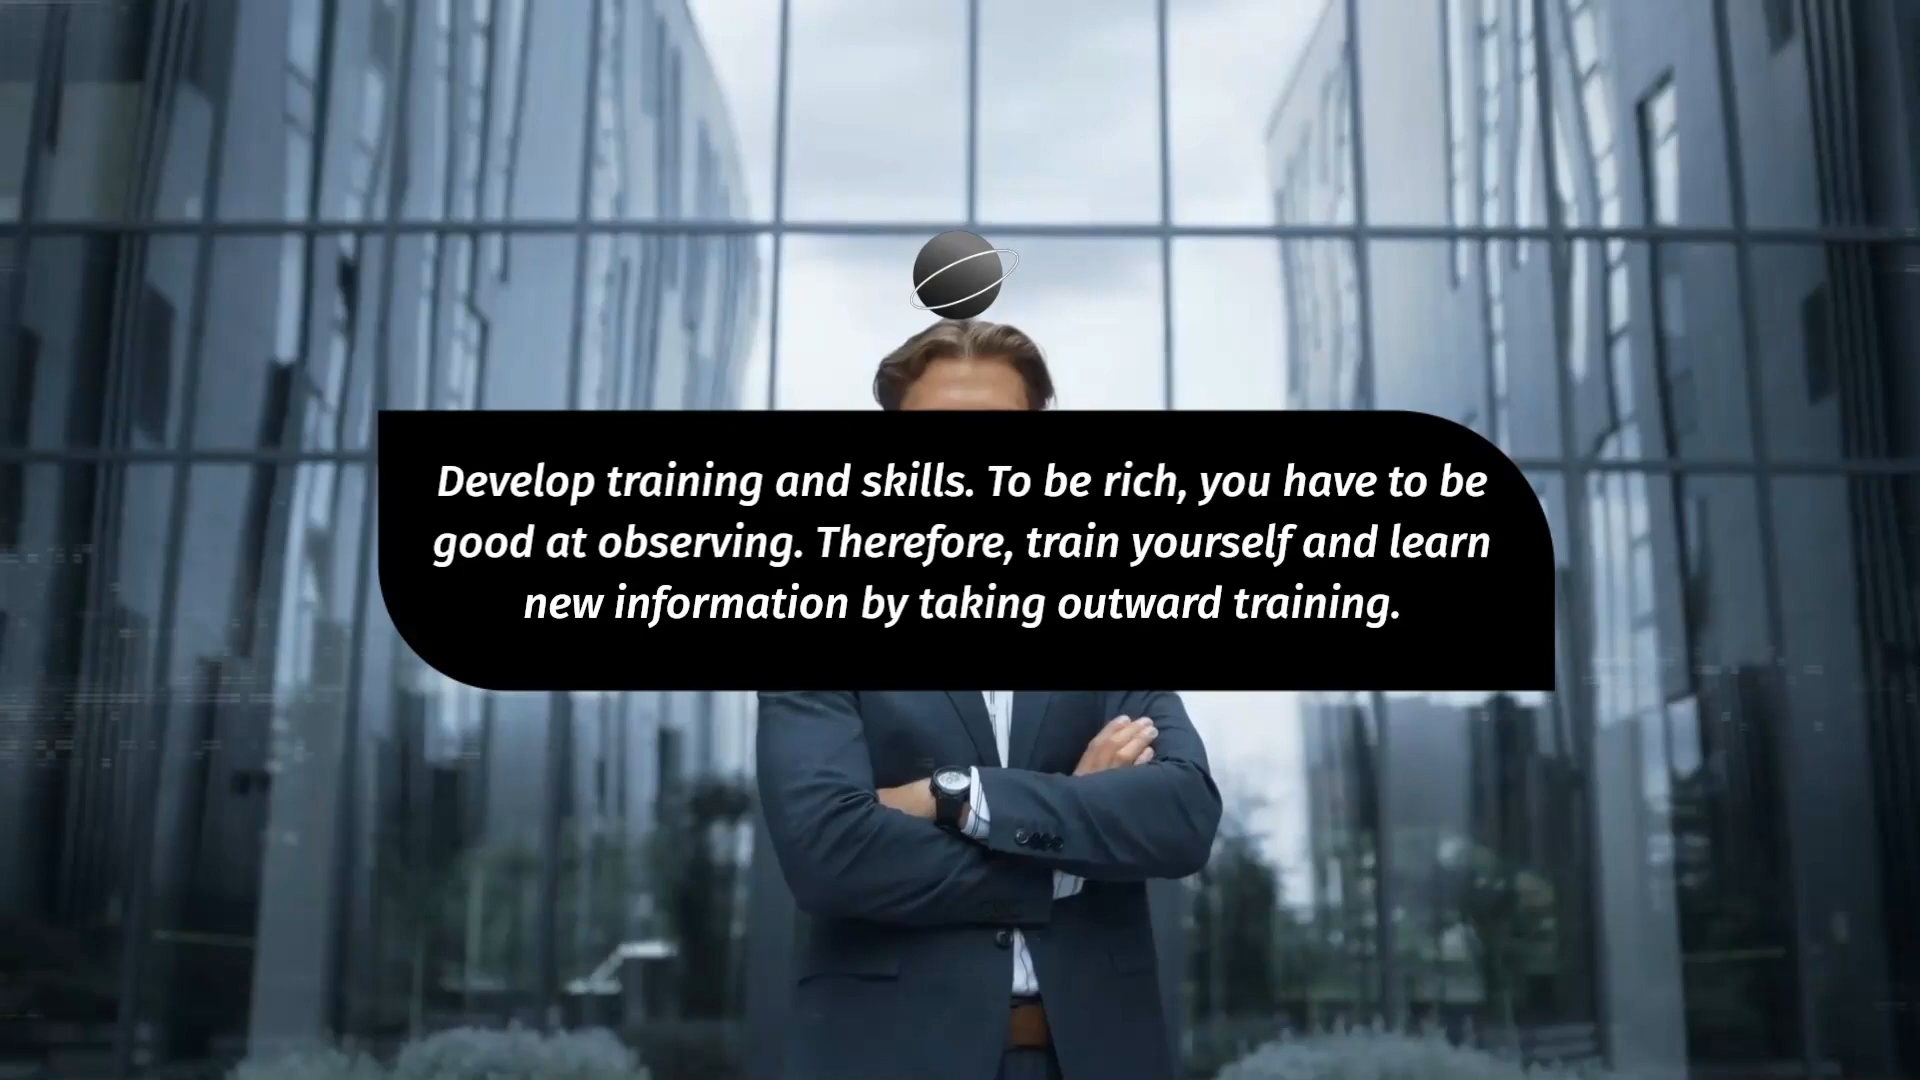 Develop training and skills. To be rich, you have to be
good at observing. Therefore, train yourself and learn
new information by taking outward training.